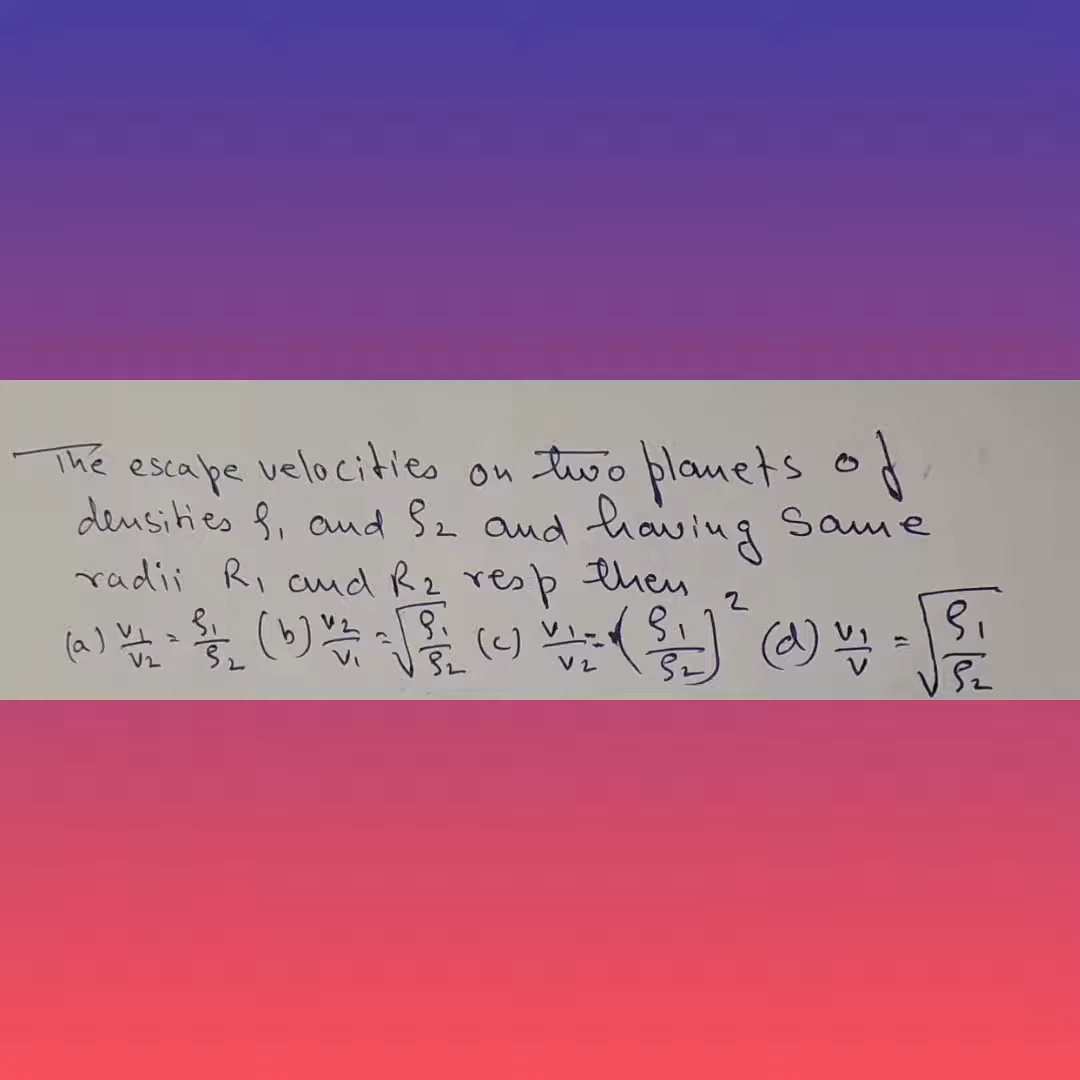 The escape velocities on two planets of
densities ρ₁ and ρ₂ and having same
radii R₁ and R₂ resp then
(a) v₁/v₂ = ρ₁/ρ₂ (b) v₂/v₁ = √(ρ₁/ρ₂) (c) v₁/v₂ = (ρ₁/ρ₂)² (d) v₁/v = √(ρ₁/ρ₂)